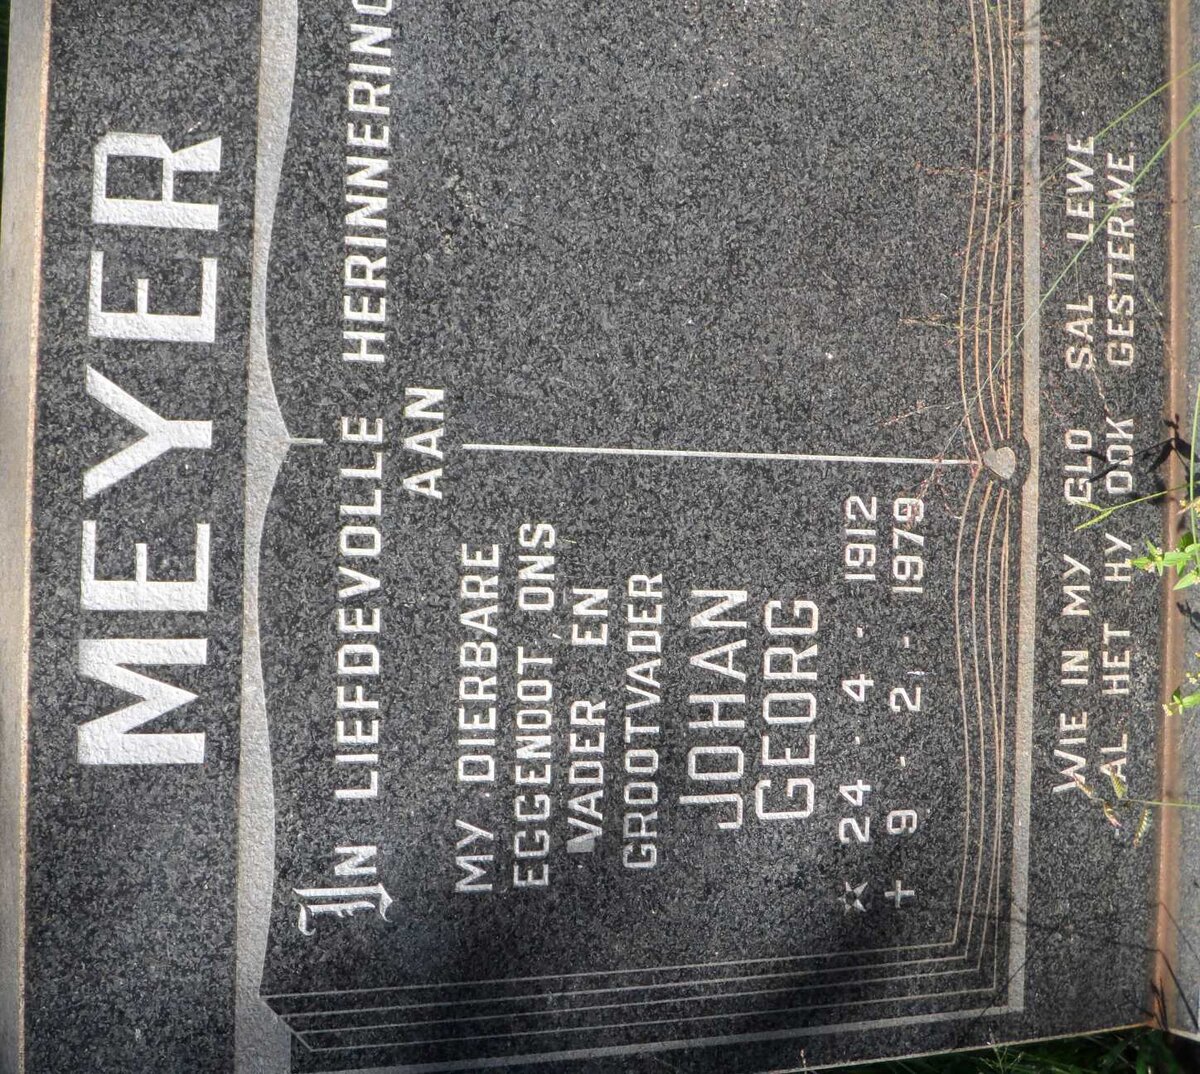 MEYER
IN LIEFDEVOLLE HERINNERING
AAN
MY DIERBARE
EGGENOOT, ONS
VADER EN
GROOTVADER
JOHAN
GEORG
24 . 4 - 1912
+ 9 . 2 . - 1979
WIE IN MY GLO SAL LEWE
AL HET HY OOK GESTERWE.